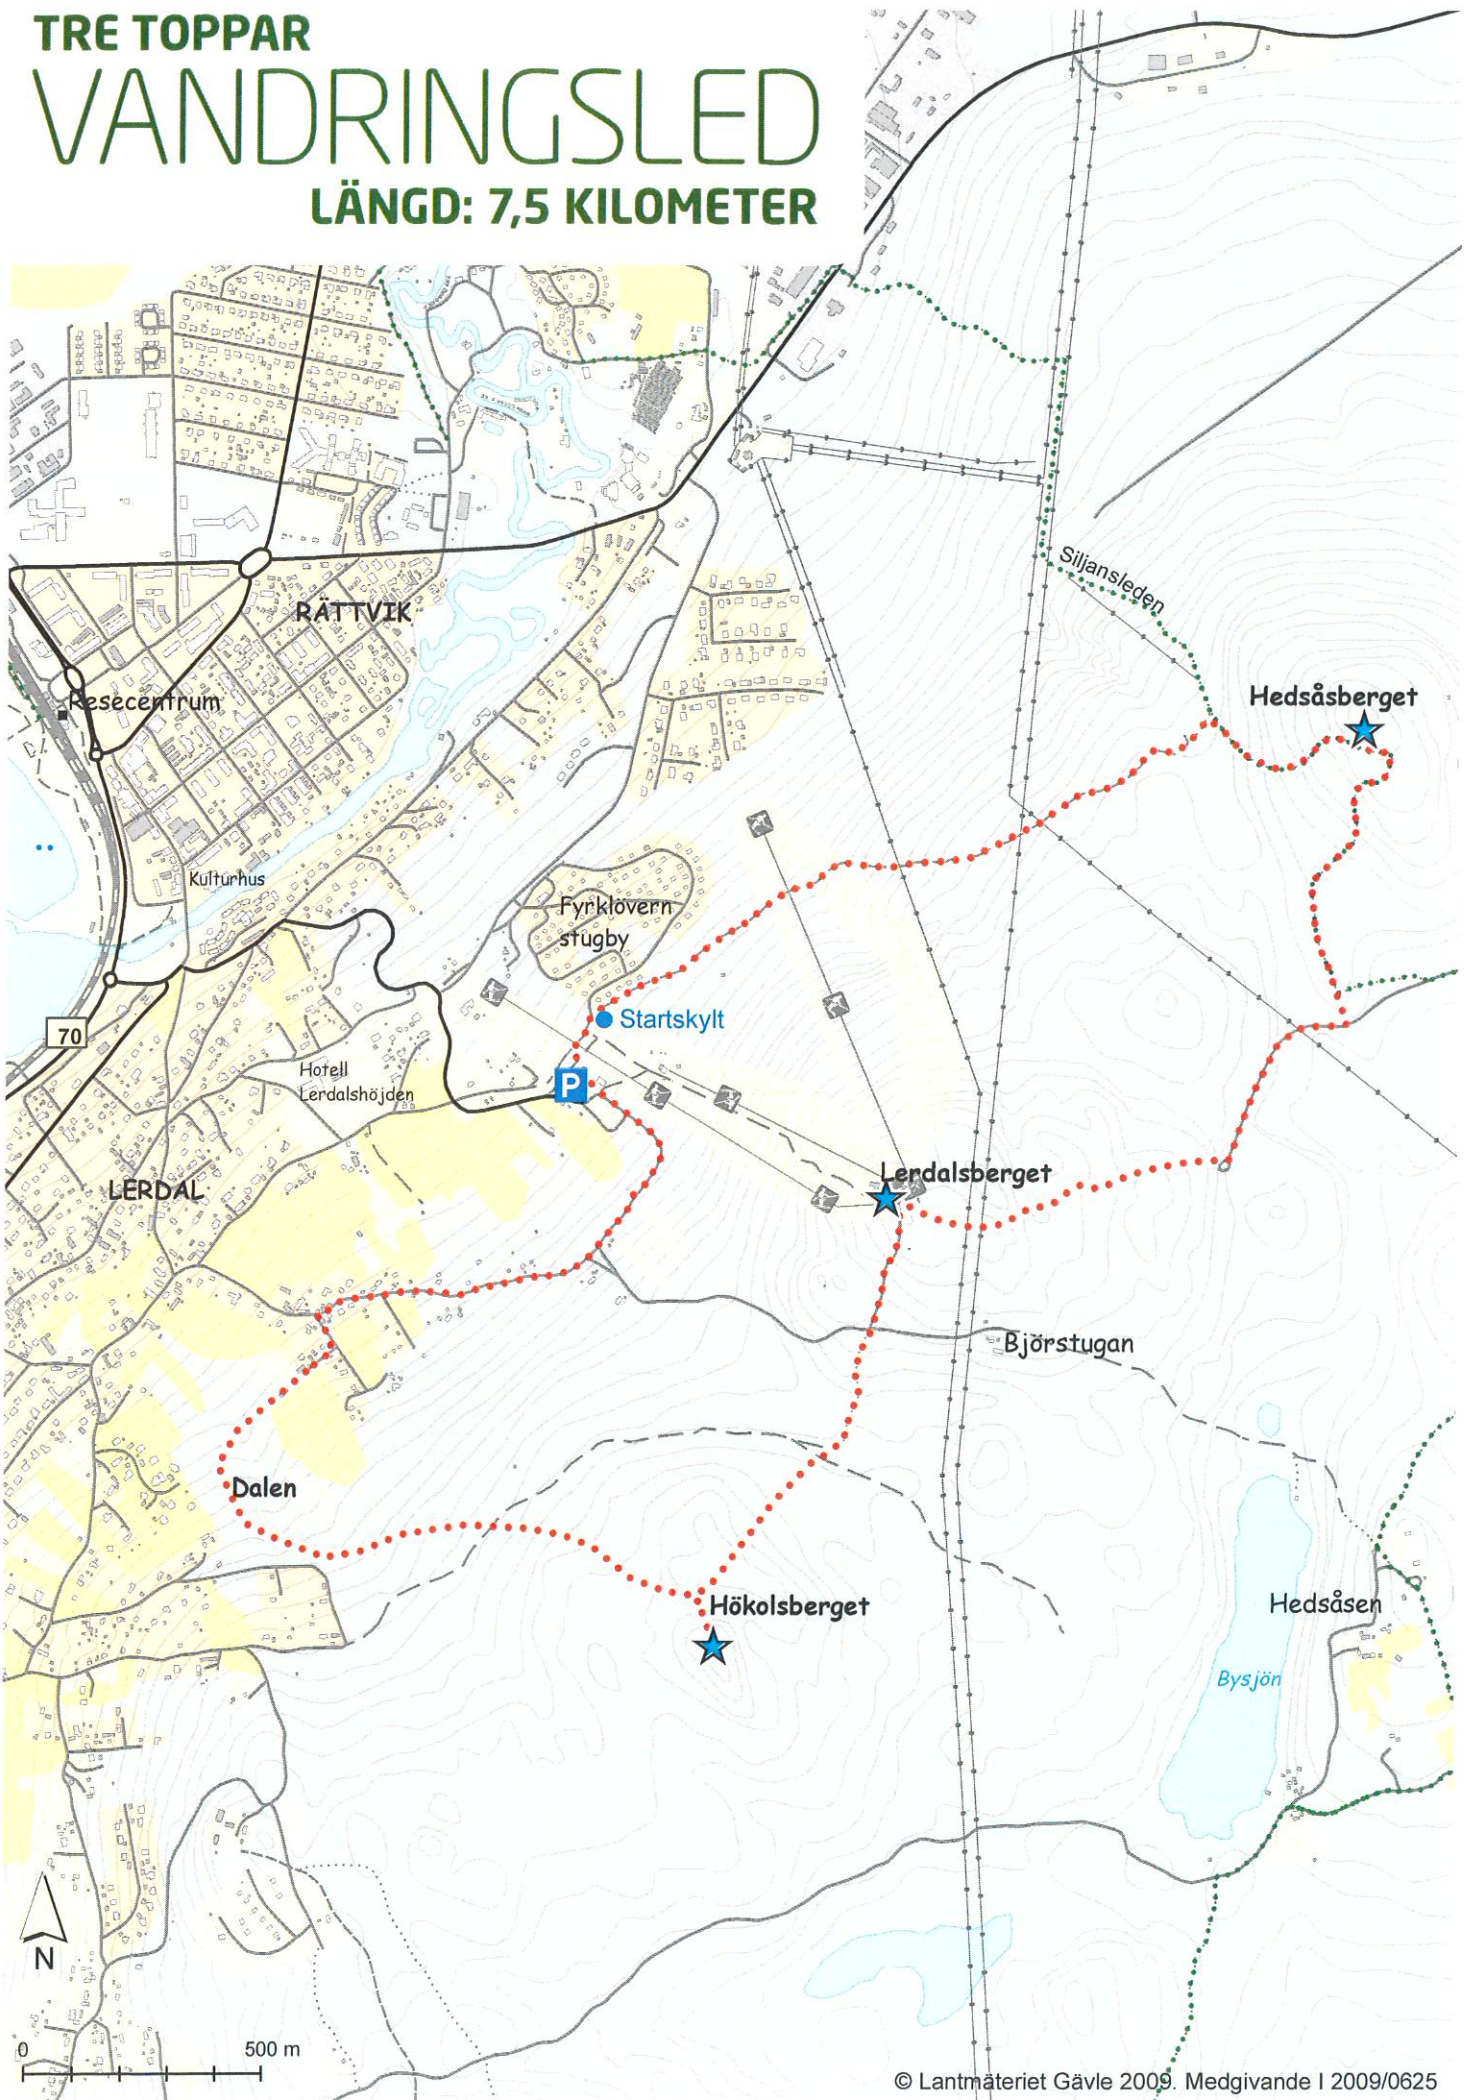 TRE TOPPAR
VANDRINGSLED
LÄNGD: 7,5 KILOMETER
Siljansleden
RÄTTVIK
Resecentrum
Hedsåsberget
Kulturhus
Fyrklövern
stugby
Startskylt
70
Hotell
Lerdalshöjden
P
LERDAL
Lerdalsberget
Björstugan
Dalen
Hökolsberget
Hedsåsen
Bysjön
N
0 500 m
© Lantmäteriet Gävle 2009. Medgivande I 2009/0625